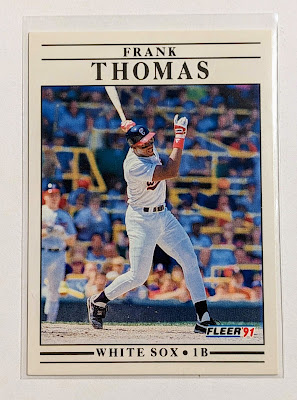 FRANK
THOMAS
FLEER '91
WHITE SOX • 1B